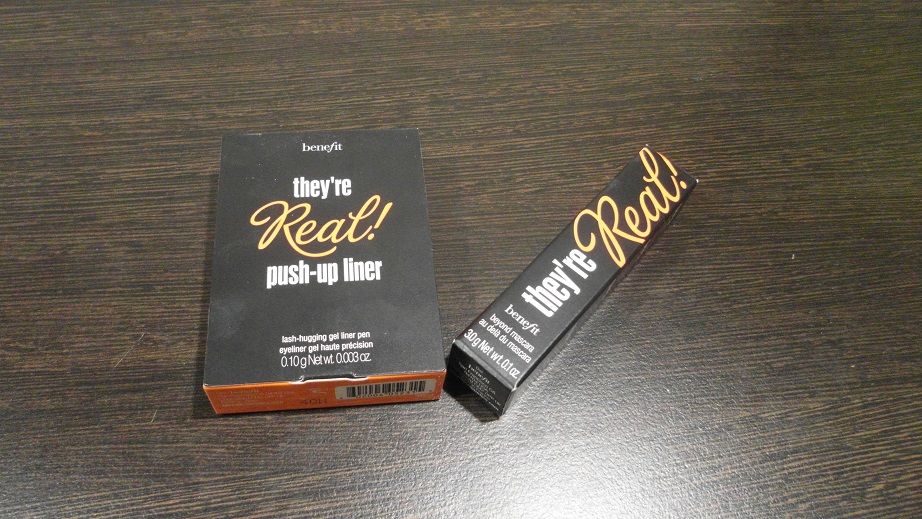 benefit
they're
Real!
push-up liner
lash-hugging gel liner pen
eyeliner gel haute précision
0.10 g Net wt. 0.003 oz.
they're
Real!
benefit
beyond mascara
au delà du mascara
3.0 g Net wt. 0.1 oz.
benefit